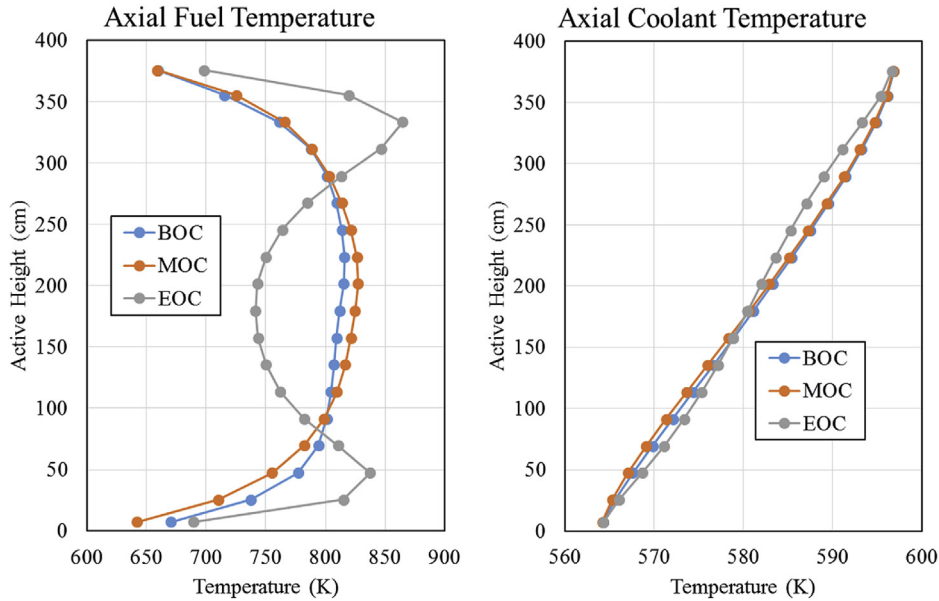 Axial Fuel Temperature
400
350
300
250
200
150
100
50
0
Active Height (cm)
BOC
MOC
EOC
600 650 700 750 800 850 900
Temperature (K)
Axial Coolant Temperature
400
350
300
250
200
150
100
50
0
Active Height (cm)
BOC
MOC
EOC
560 570 580 590 600
Temperature (K)